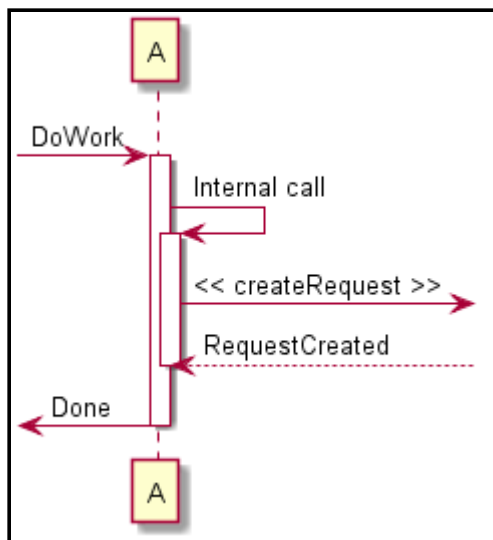 A
DoWork
Internal call
<< createRequest >>
RequestCreated
Done
A